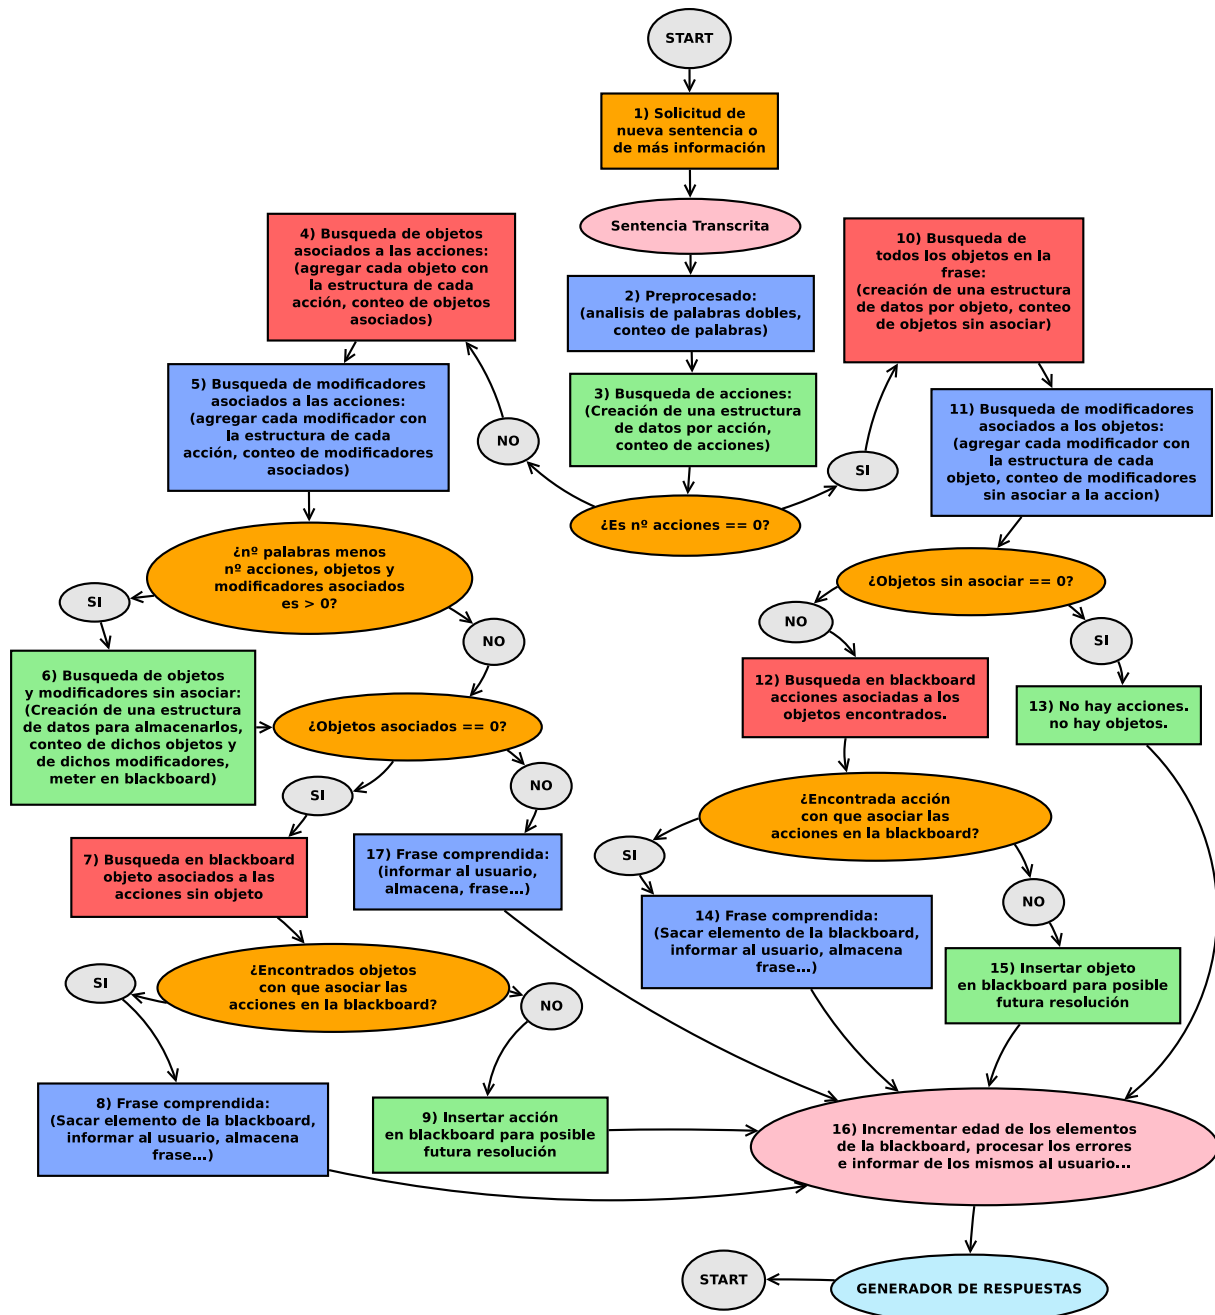 START
1) Solicitud de
nueva sentencia o
de más información
Sentencia Transcrita
2) Preprocesado:
(analisis de palabras dobles,
conteo de palabras)
3) Busqueda de acciones:
(Creación de una estructura
de datos por acción,
conteo de acciones)
¿Es nº acciones == 0?
NO
SI
4) Busqueda de objetos
asociados a las acciones:
(agregar cada objeto con
la estructura de cada
acción, conteo de objetos
asociados)
5) Busqueda de modificadores
asociados a las acciones:
(agregar cada modificador con
la estructura de cada
acción, conteo de modificadores
asociados)
¿nº palabras menos
nº acciones, objetos y
modificadores asociados
es > 0?
SI
NO
6) Busqueda de objetos
y modificadores sin asociar:
(Creación de una estructura
de datos para almacenarlos,
conteo de dichos objetos y
de dichos modificadores,
meter en blackboard)
¿Objetos asociados == 0?
SI
NO
7) Busqueda en blackboard
objeto asociados a las
acciones sin objeto
17) Frase comprendida:
(informar al usuario,
almacena, frase...)
¿Encontrados objetos
con que asociar las
acciones en la blackboard?
SI
NO
8) Frase comprendida:
(Sacar elemento de la blackboard,
informar al usuario, almacena
frase...)
9) Insertar acción
en blackboard para posible
futura resolución
10) Busqueda de
todos los objetos en la
frase:
(creación de una estructura
de datos por objeto, conteo
de objetos sin asociar)
11) Busqueda de modificadores
asociados a los objetos:
(agregar cada modificador con
la estructura de cada
objeto, conteo de modificadores
sin asociar a la accion)
¿Objetos sin asociar == 0?
NO
SI
12) Busqueda en blackboard
acciones asociadas a los
objetos encontrados.
13) No hay acciones.
no hay objetos.
¿Encontrada acción
con que asociar las
acciones en la blackboard?
SI
NO
14) Frase comprendida:
(Sacar elemento de la blackboard,
informar al usuario, almacena
frase...)
15) Insertar objeto
en blackboard para posible
futura resolución
16) Incrementar edad de los elementos
de la blackboard, procesar los errores
e informar de los mismos al usuario...
GENERADOR DE RESPUESTAS
START